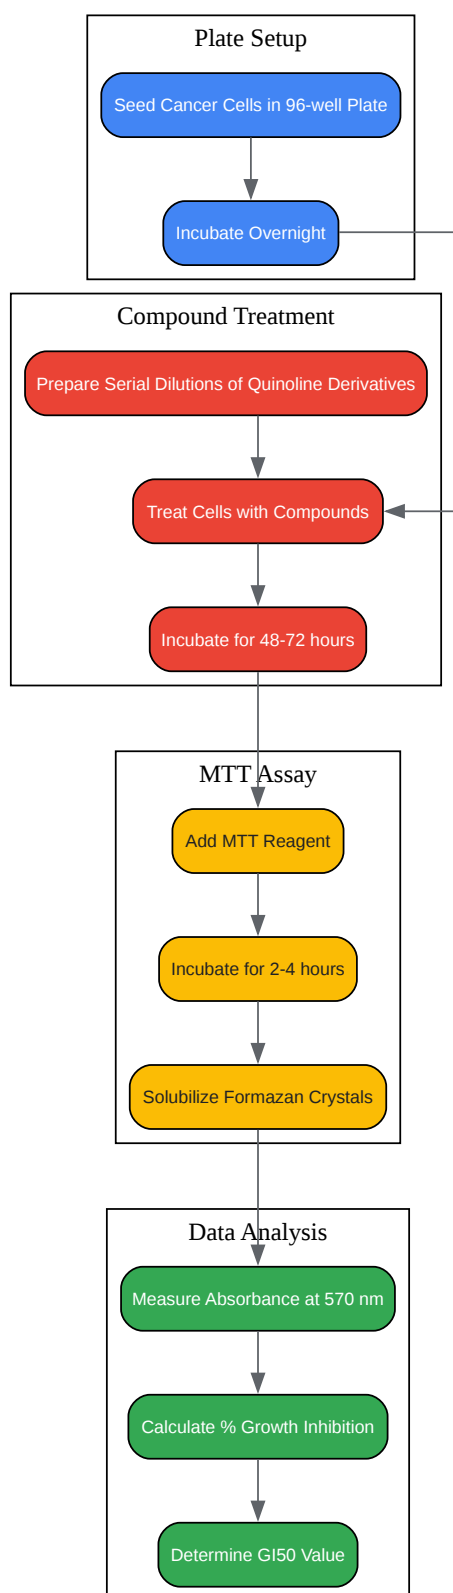 Plate Setup
Seed Cancer Cells in 96-well Plate
Incubate Overnight
Compound Treatment
Prepare Serial Dilutions of Quinoline Derivatives
Treat Cells with Compounds
Incubate for 48-72 hours
MTT Assay
Add MTT Reagent
Incubate for 2-4 hours
Solubilize Formazan Crystals
Data Analysis
Measure Absorbance at 570 nm
Calculate % Growth Inhibition
Determine GI50 Value